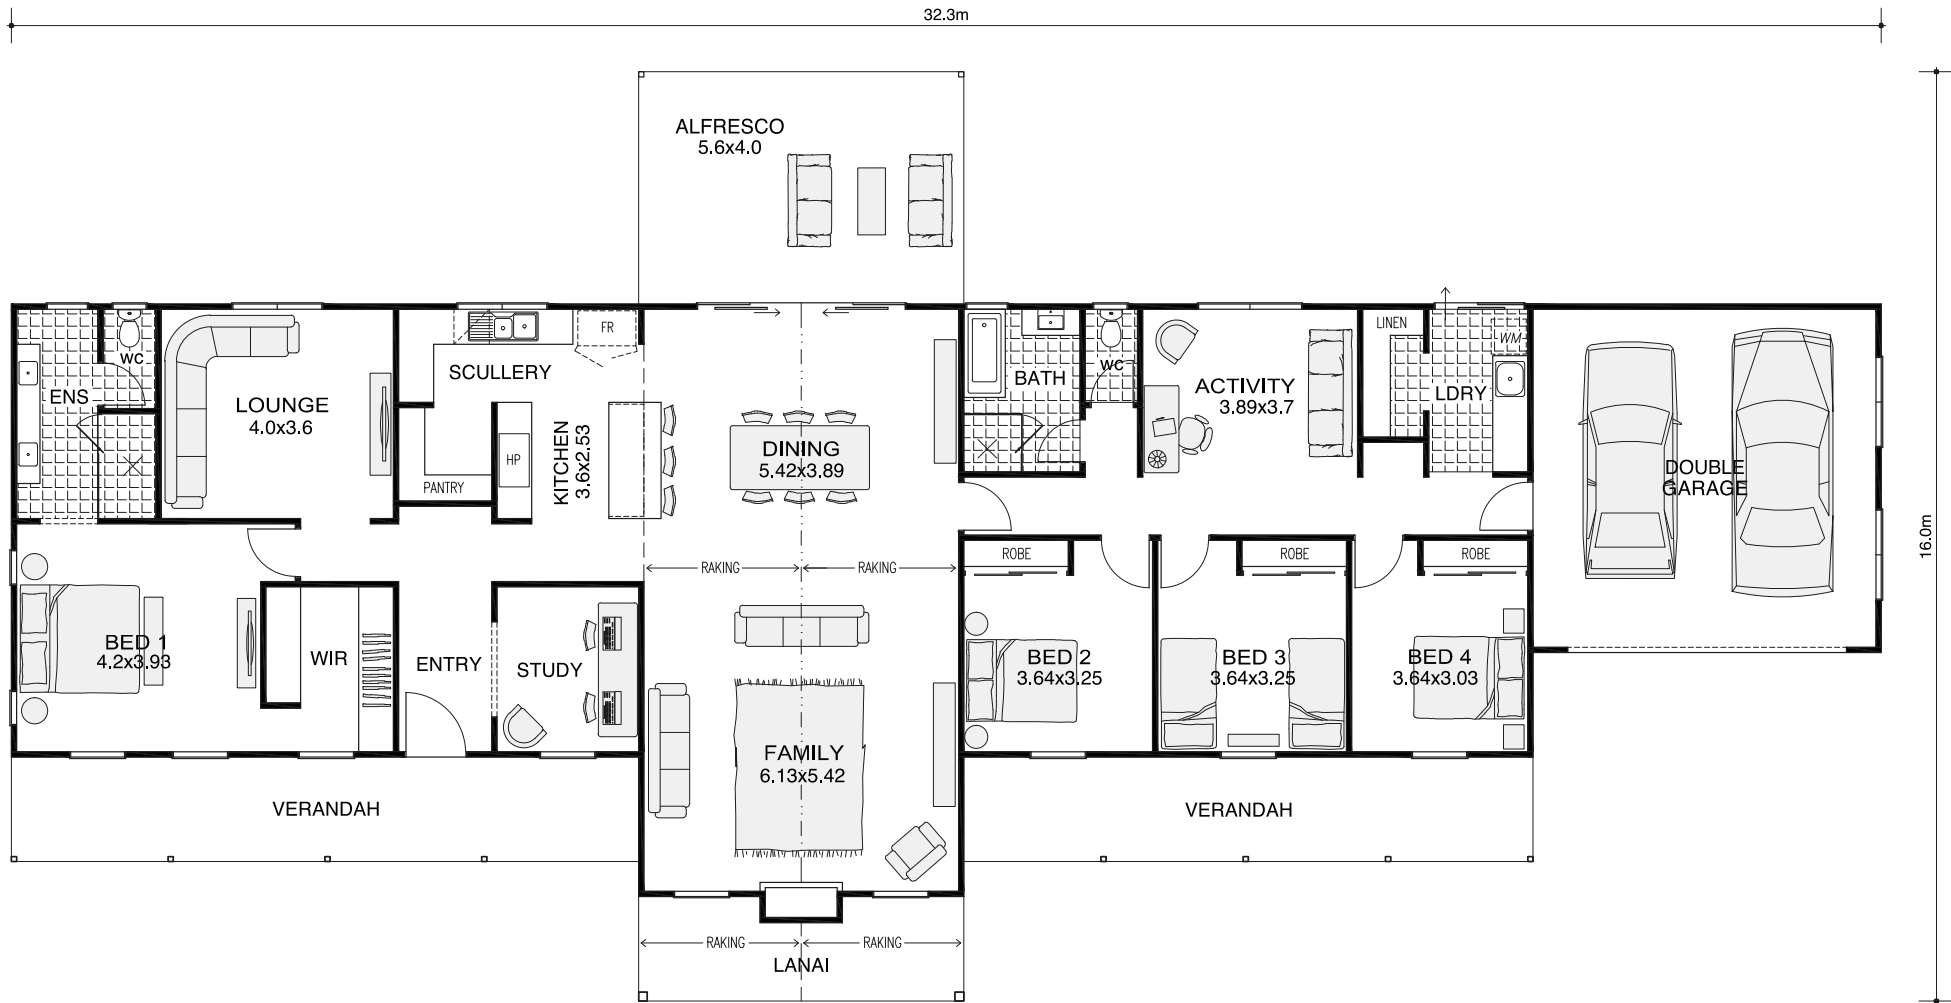 32.3m
ALFRESCO
5.6x4.0
16.0m
WC
ENS
LOUNGE
4.0x3.6
SCULLERY
FR
PANTRY
HP
KITCHEN
3.6x2.53
DINING
5.42x3.89
BATH
WC
ACTIVITY
3.89x3.7
LINEN
WM
LDRY
DOUBLE
GARAGE
RAKING
RAKING
ROBE
ROBE
ROBE
BED 1
4.2x3.93
WIR
ENTRY
STUDY
FAMILY
6.13x5.42
BED 2
3.64x3.25
BED 3
3.64x3.25
BED 4
3.64x3.03
VERANDAH
VERANDAH
RAKING
RAKING
LANAI